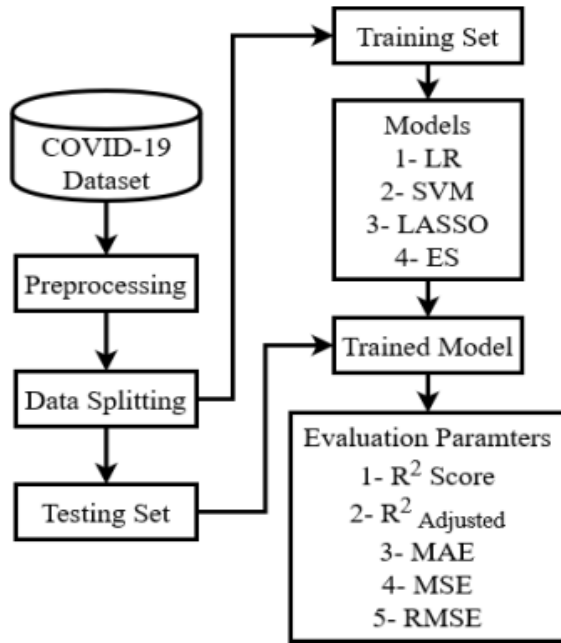 COVID-19
Dataset
Preprocessing
Data Splitting
Testing Set
Training Set
Models
1- LR
2- SVM
3- LASSO
4- ES
Trained Model
Evaluation Paramters
1- R² Score
2- R² Adjusted
3- MAE
4- MSE
5- RMSE